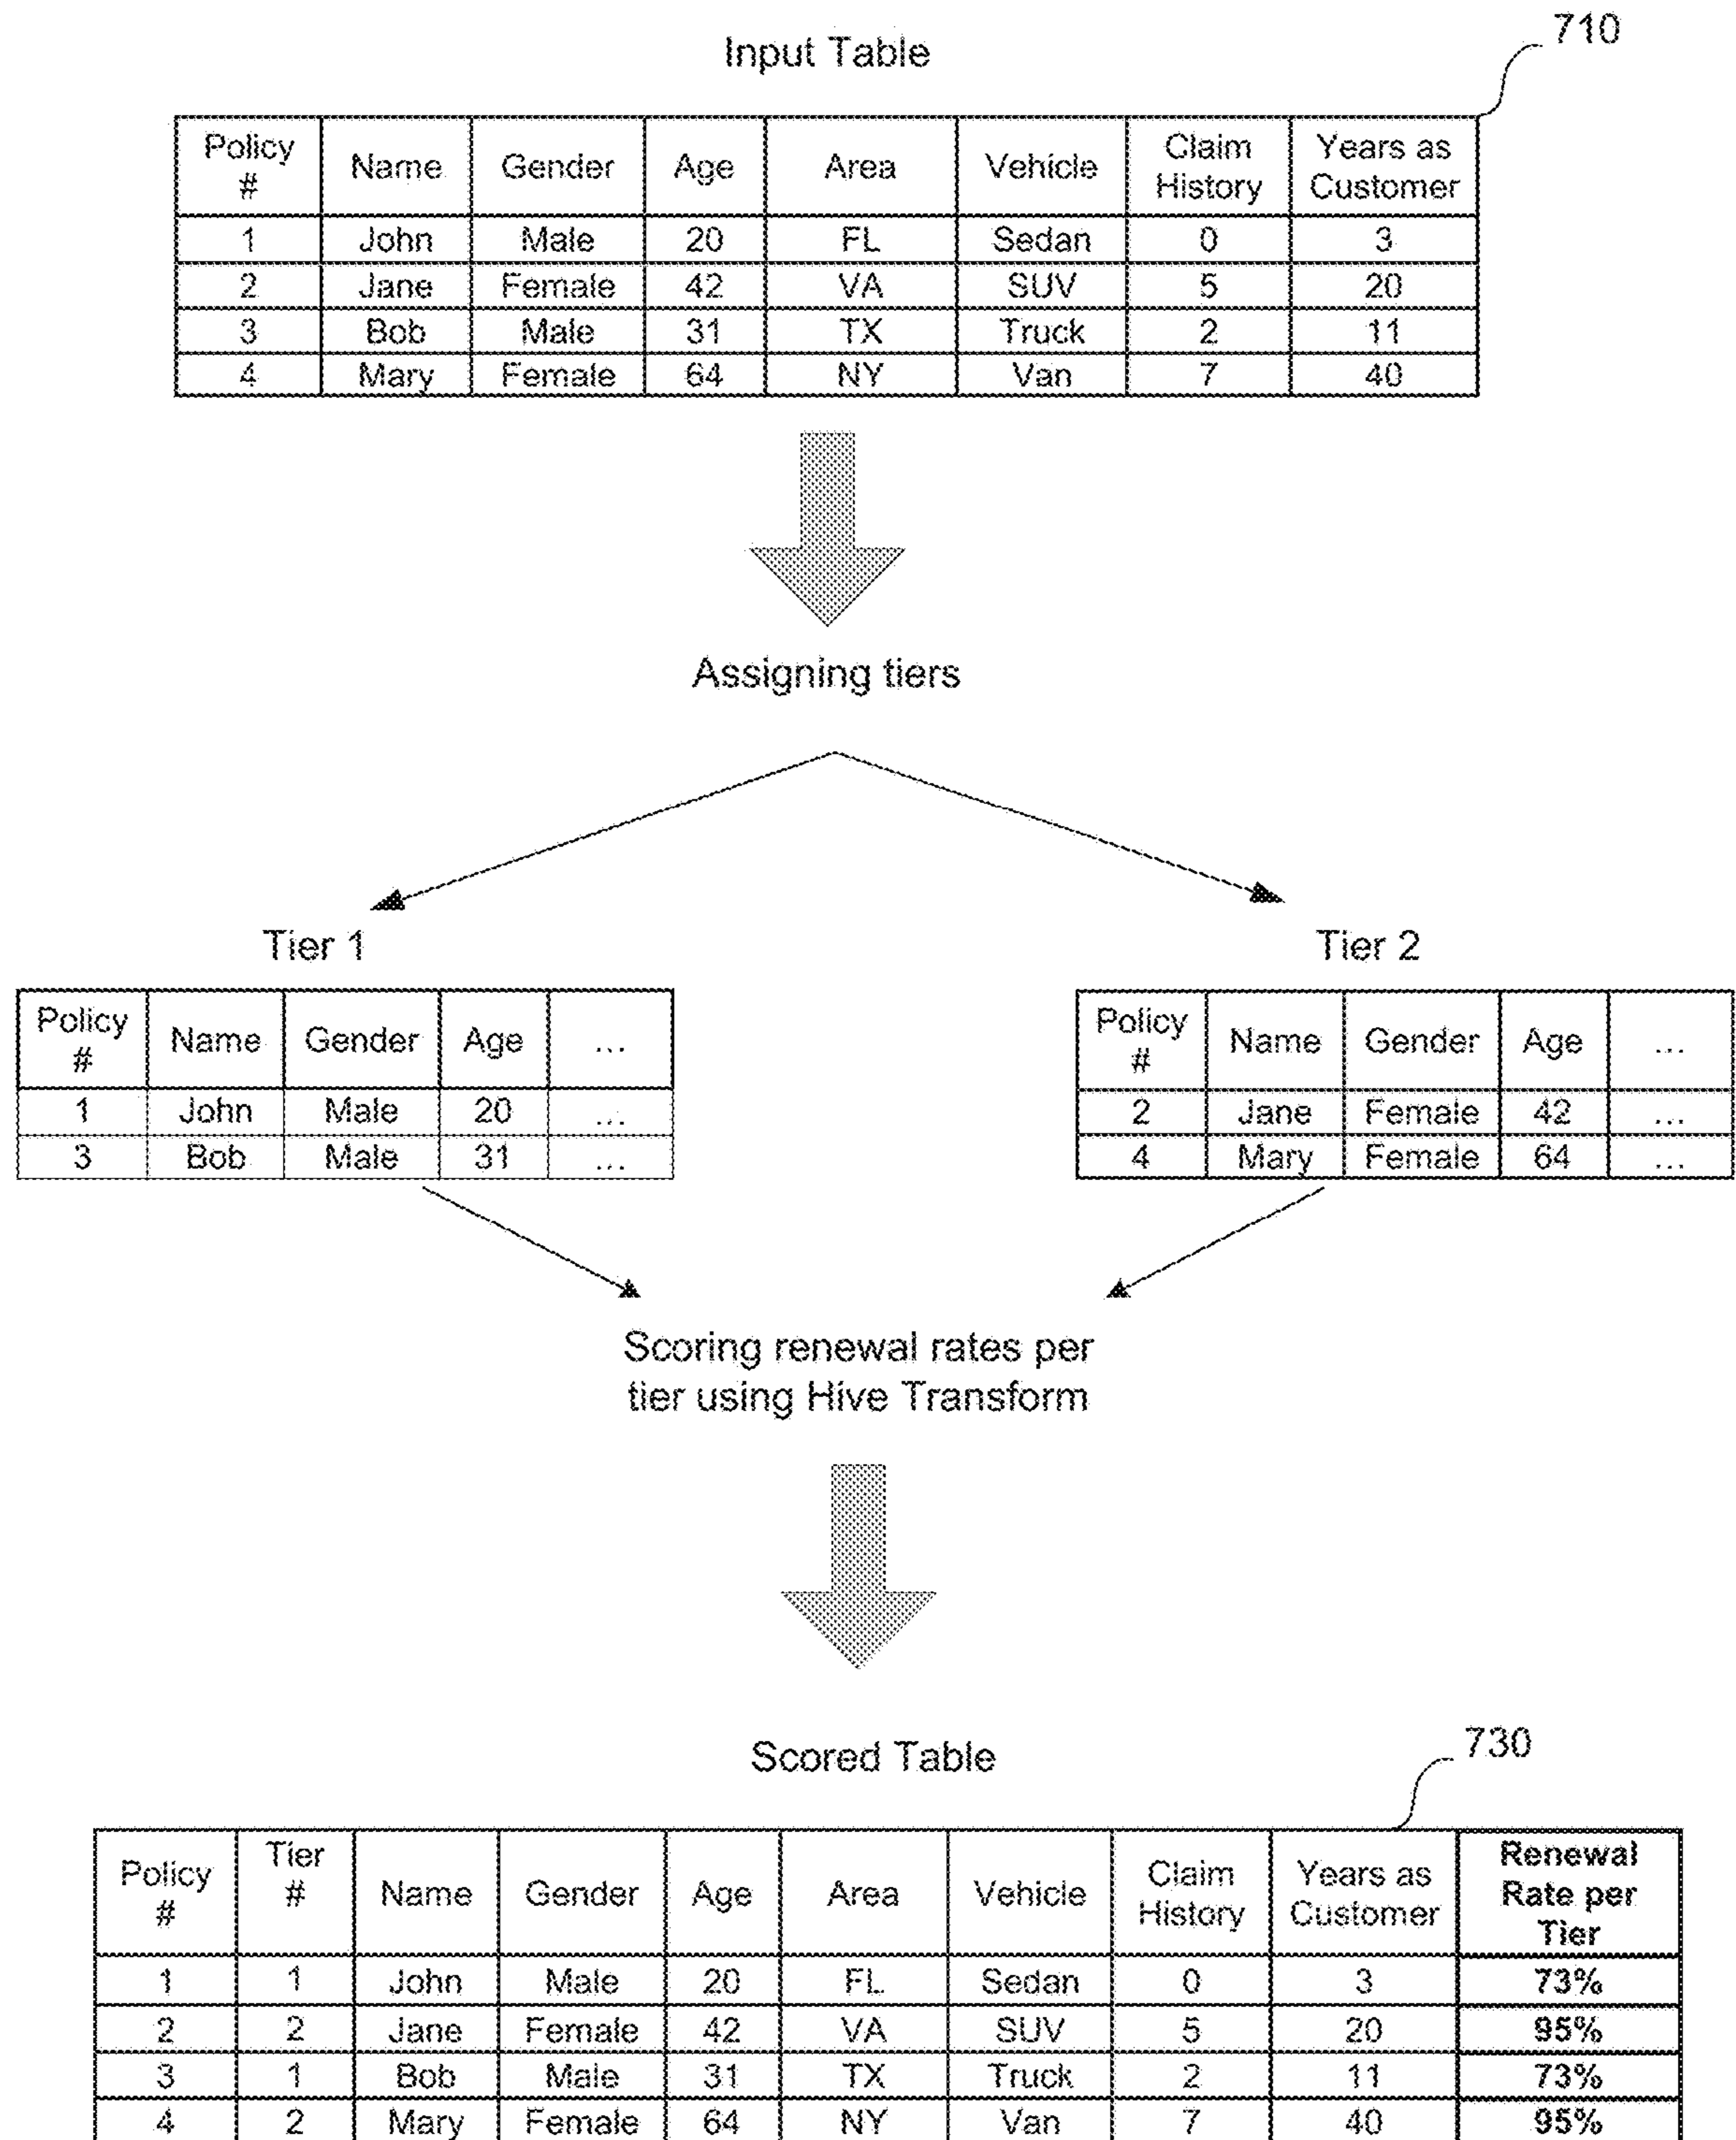 710
Input Table
Policy # Name Gender Age Area Vehicle Claim History Years as Customer
1 John Male 20 FL Sedan 0 3
2 Jane Female 42 VA SUV 5 20
3 Bob Male 31 TX Truck 2 11
4 Mary Female 64 NY Van 7 40
Assigning tiers
Tier 1
Policy # Name Gender Age ...
1 John Male 20 ...
3 Bob Male 31 ...
Tier 2
Policy # Name Gender Age ...
2 Jane Female 42 ...
4 Mary Female 64 ...
Scoring renewal rates per
tier using Hive Transform
730
Scored Table
Policy # Tier # Name Gender Age Area Vehicle Claim History Years as Customer Renewal Rate per Tier
1 1 John Male 20 FL Sedan 0 3 73%
2 2 Jane Female 42 VA SUV 5 20 95%
3 1 Bob Male 31 TX Truck 2 11 73%
4 2 Mary Female 64 NY Van 7 40 95%